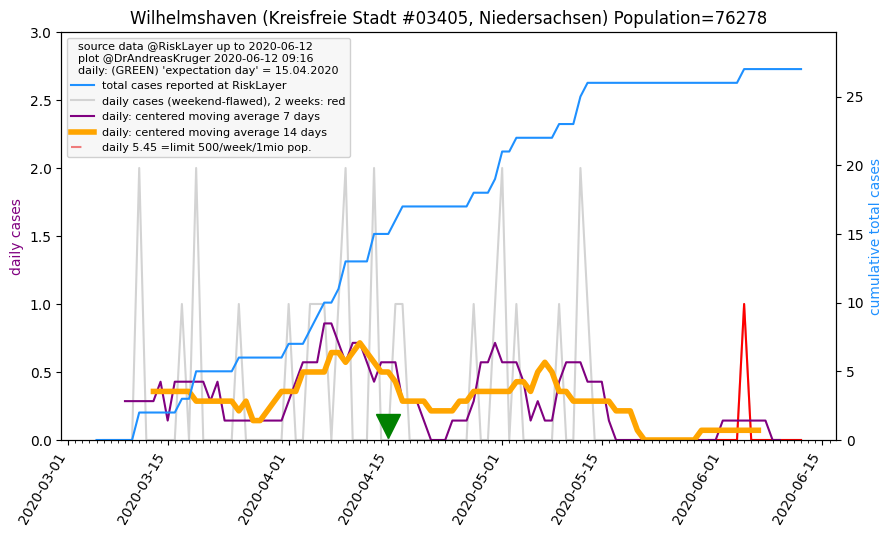 Wilhelmshaven (Kreisfreie Stadt #03405, Niedersachsen) Population=76278
source data @RiskLayer up to 2020-06-12
plot @DrAndreasKruger 2020-06-12 09:16
daily: (GREEN) 'expectation day' = 15.04.2020
total cases reported at RiskLayer
daily cases (weekend-flawed), 2 weeks: red
daily: centered moving average 7 days
daily: centered moving average 14 days
daily 5.45 =limit 500/week/1mio pop.
daily cases
3.0
2.5
2.0
1.5
1.0
0.5
0.0
cumulative total cases
25
20
15
10
5
0
2020-03-01
2020-03-15
2020-04-01
2020-04-15
2020-05-01
2020-05-15
2020-06-01
2020-06-15